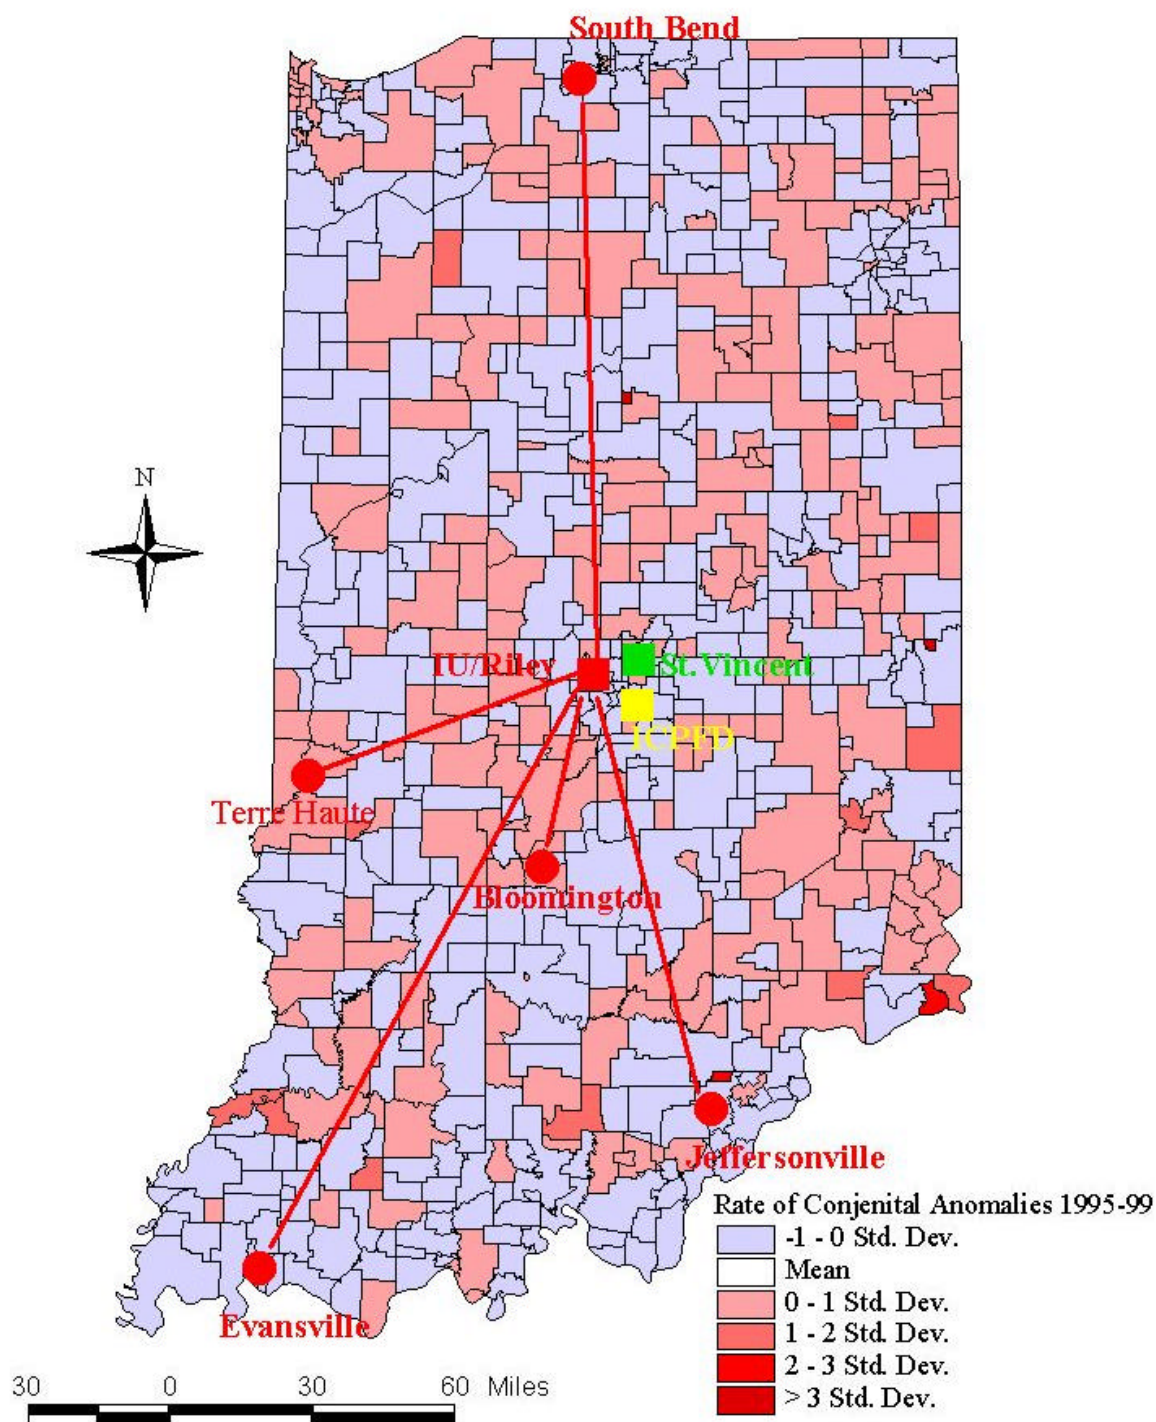 South Bend
N
IU/Riley
St. Vincent
ICPFD
Terre Haute
Bloomington
Jeffersonville
Evansville
Rate of Conjenital Anomalies 1995-99
-1 - 0 Std. Dev.
Mean
0 - 1 Std. Dev.
1 - 2 Std. Dev.
2 - 3 Std. Dev.
> 3 Std. Dev.
30 0 30 60 Miles